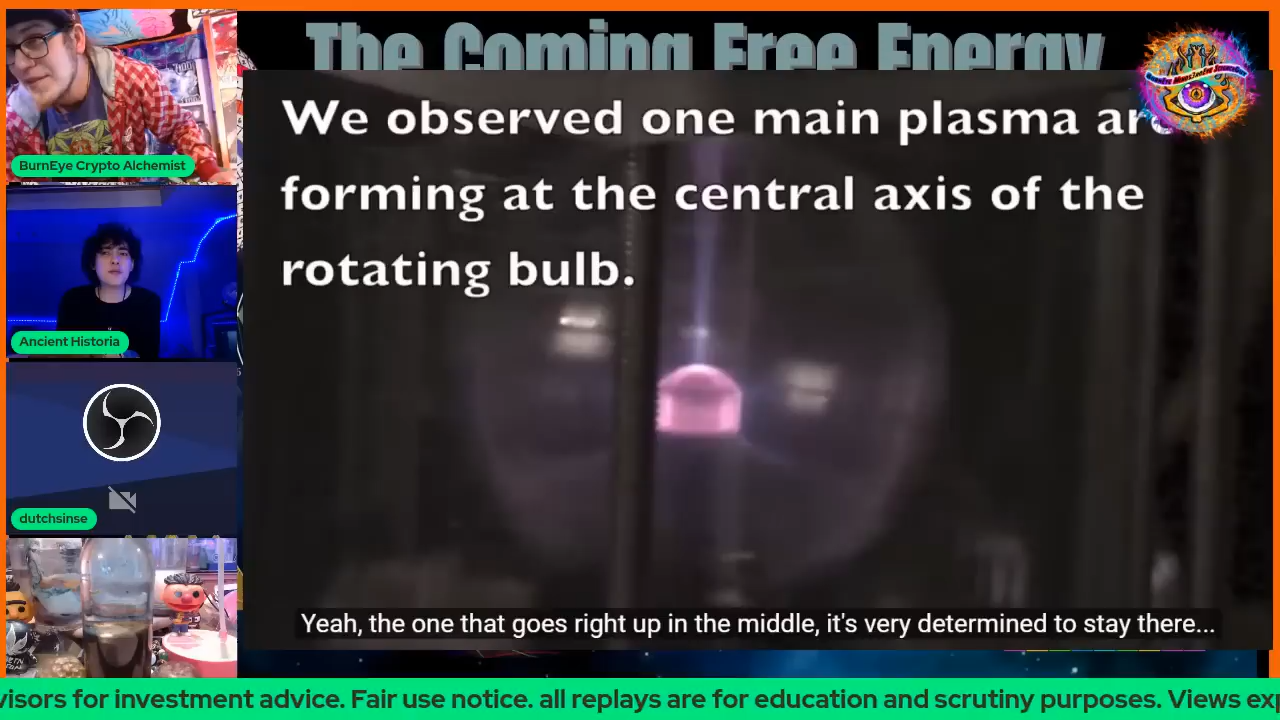 The Coming Free Energy
We observed one main plasma arc
forming at the central axis of the
rotating bulb.
BurnEye Crypto Alchemist
Ancient Historia
dutchsinse
Yeah, the one that goes right up in the middle, it's very determined to stay there...
visors for investment advice. Fair use notice. all replays are for education and scrutiny purposes. Views exp